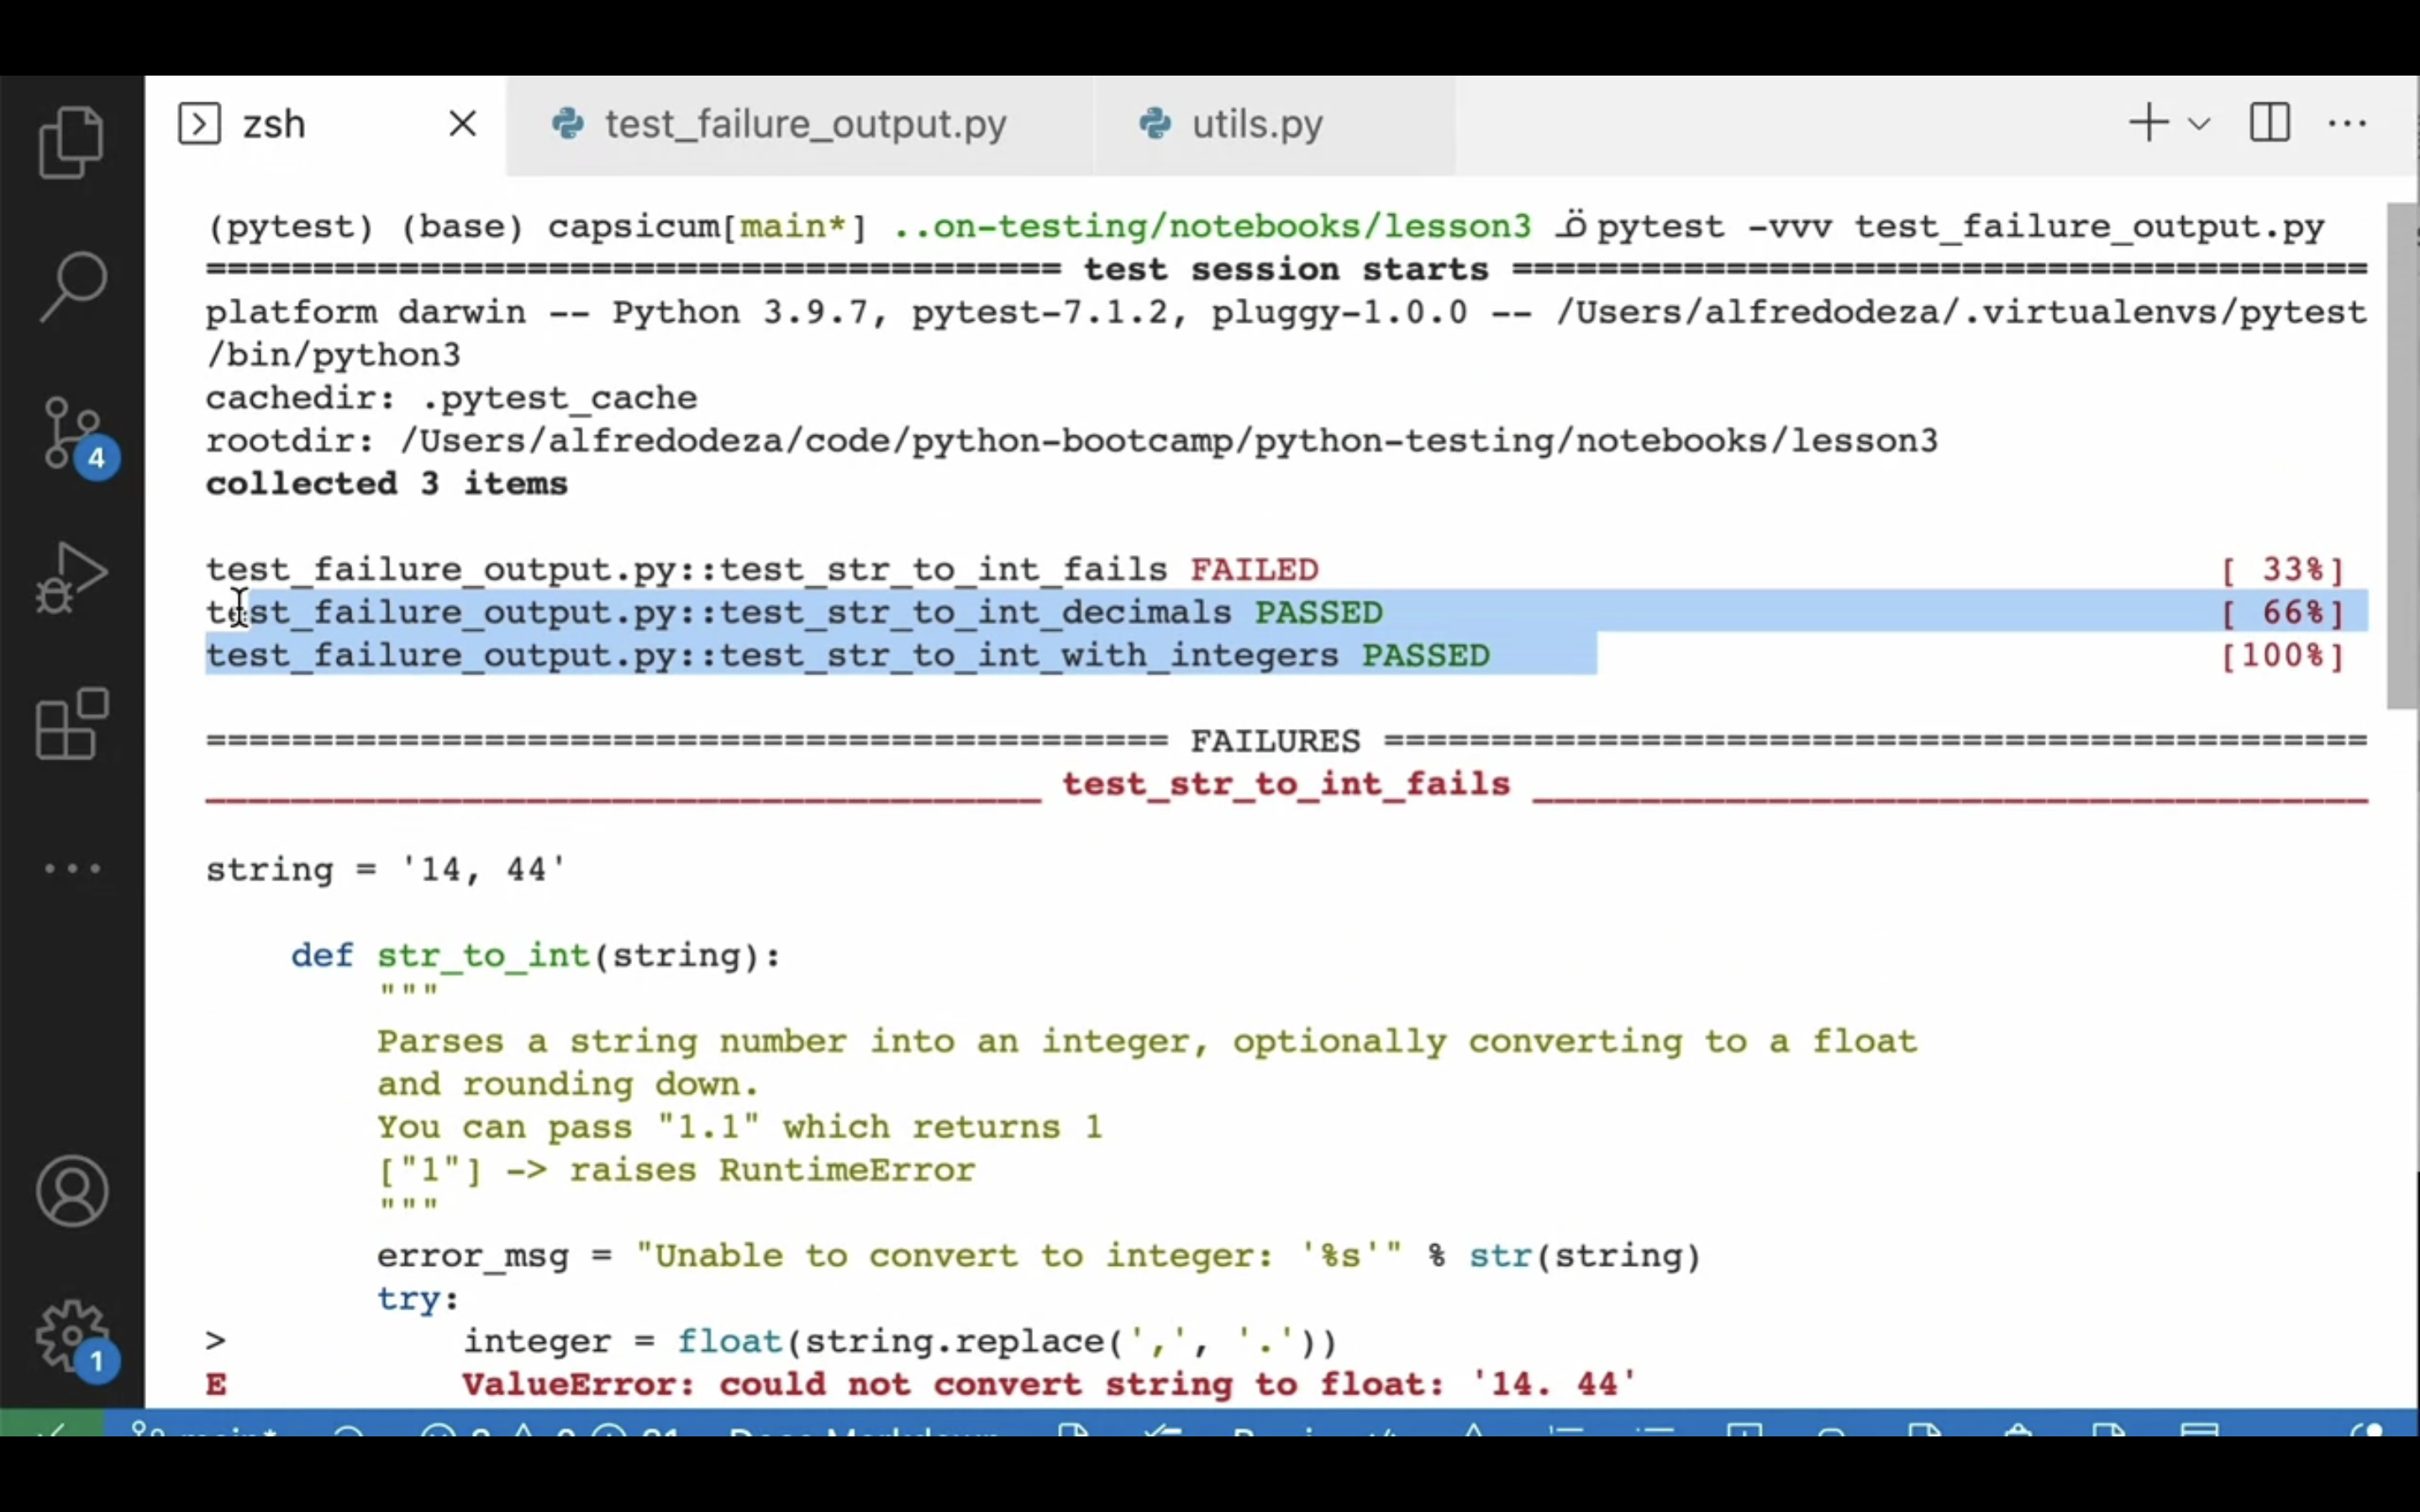 zsh
test_failure_output.py
utils.py
(pytest) (base) capsicum[main*] ..on-testing/notebooks/lesson3 pytest -vvv test_failure_output.py
======================================== test session starts ========================================
platform darwin -- Python 3.9.7, pytest-7.1.2, pluggy-1.0.0 -- /Users/alfredodeza/.virtualenvs/pytest
/bin/python3
cachedir: .pytest_cache
rootdir: /Users/alfredodeza/code/python-bootcamp/python-testing/notebooks/lesson3
collected 3 items
test_failure_output.py::test_str_to_int_fails FAILED [ 33%]
test_failure_output.py::test_str_to_int_decimals PASSED [ 66%]
test_failure_output.py::test_str_to_int_with_integers PASSED [100%]
============================================= FAILURES ==============================================
_______________________________________ test_str_to_int_fails _______________________________________
string = '14, 44'
def str_to_int(string):
"""
Parses a string number into an integer, optionally converting to a float
and rounding down.
You can pass "1.1" which returns 1
["1"] -> raises RuntimeError
"""
error_msg = "Unable to convert to integer: '%s'" % str(string)
try:
> integer = float(string.replace(',', '.'))
E ValueError: could not convert string to float: '14. 44'
4
1